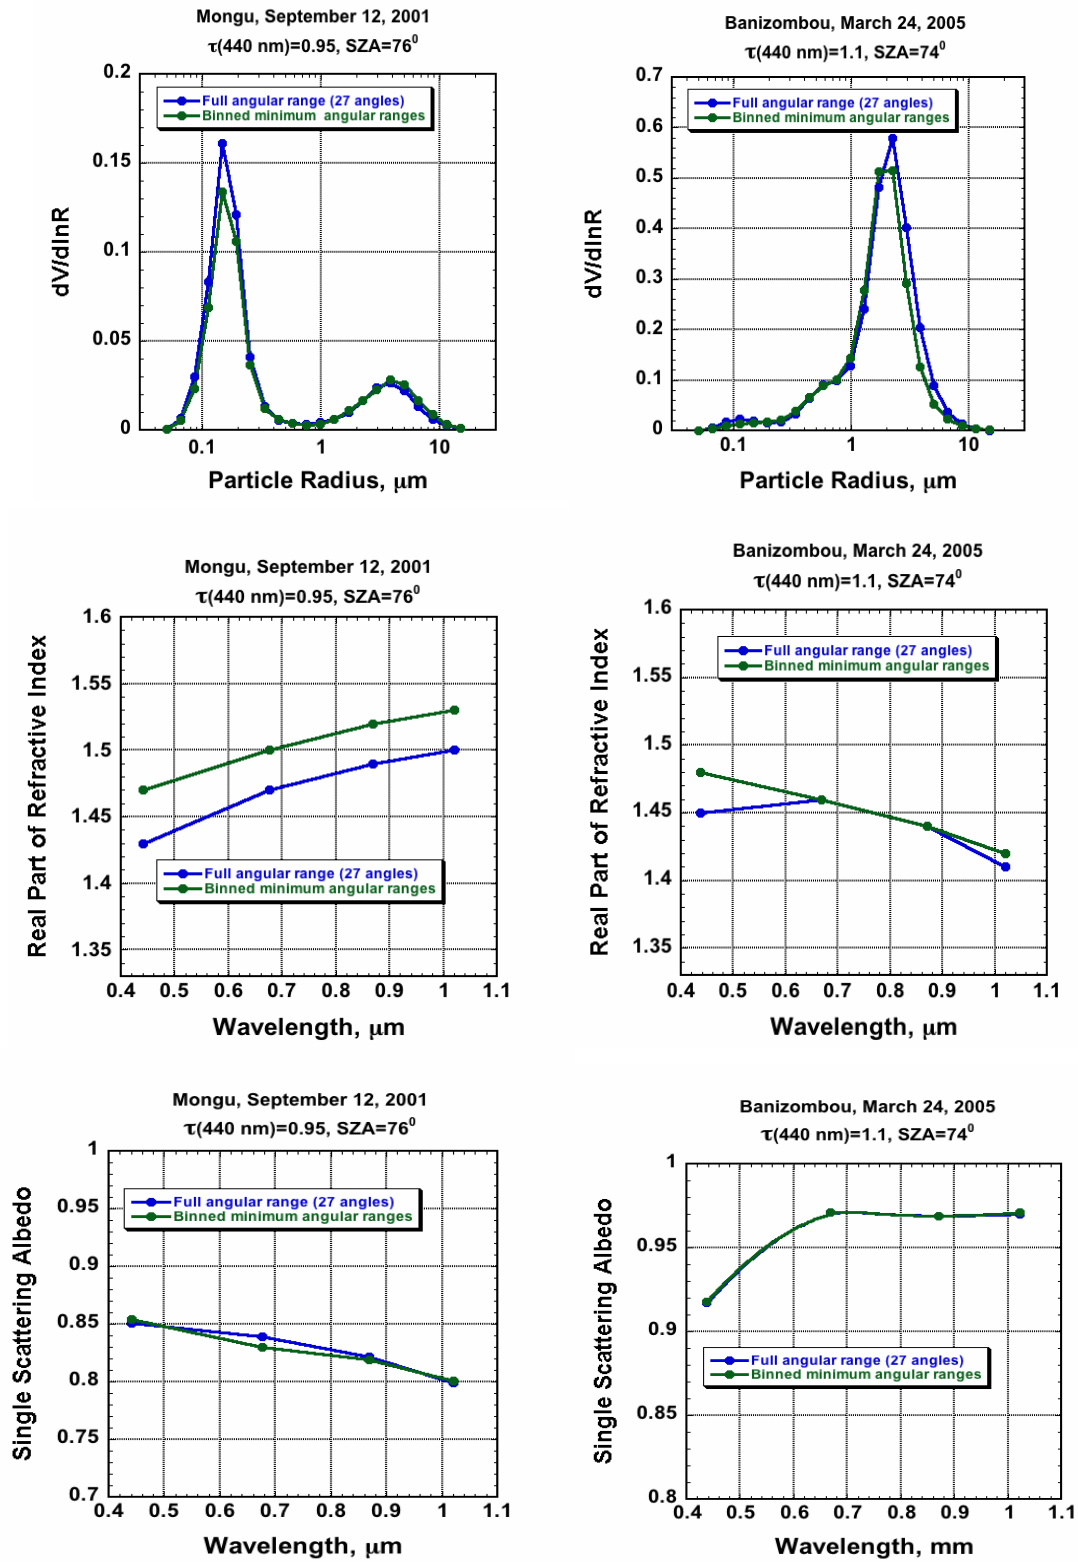 Mongu, September 12, 2001
τ(440 nm)=0.95, SZA=76⁰
0.2
0.15
0.1
0.05
0
0.1
1
10
Full angular range (27 angles)
Binned minimum angular ranges
dV/dlnR
Particle Radius, μm
Banizombou, March 24, 2005
τ(440 nm)=1.1, SZA=74⁰
0.7
0.6
0.5
0.4
0.3
0.2
0.1
0
0.1
1
10
Full angular range (27 angles)
Binned minimum angular ranges
dV/dlnR
Particle Radius, μm
Mongu, September 12, 2001
τ(440 nm)=0.95, SZA=76⁰
1.6
1.55
1.5
1.45
1.4
1.35
0.4 0.5 0.6 0.7 0.8 0.9 1 1.1
Full angular range (27 angles)
Binned minimum angular ranges
Real Part of Refractive Index
Wavelength, μm
Banizombou, March 24, 2005
τ(440 nm)=1.1, SZA=74⁰
1.6
1.55
1.5
1.45
1.4
1.35
0.4 0.5 0.6 0.7 0.8 0.9 1 1.1
Full angular range (27 angles)
Binned minimum angular ranges
Real Part of Refractive Index
Wavelength, μm
Mongu, September 12, 2001
τ(440 nm)=0.95, SZA=76⁰
1
0.95
0.9
0.85
0.8
0.75
0.7
0.4 0.5 0.6 0.7 0.8 0.9 1 1.1
Full angular range (27 angles)
Binned minimum angular ranges
Single Scattering Albedo
Wavelength, μm
Banizombou, March 24, 2005
τ(440 nm)=1.1, SZA=74⁰
1
0.95
0.9
0.85
0.8
0.4 0.5 0.6 0.7 0.8 0.9 1 1.1
Full angular range (27 angles)
Binned minimum angular ranges
Single Scattering Albedo
Wavelength, mm